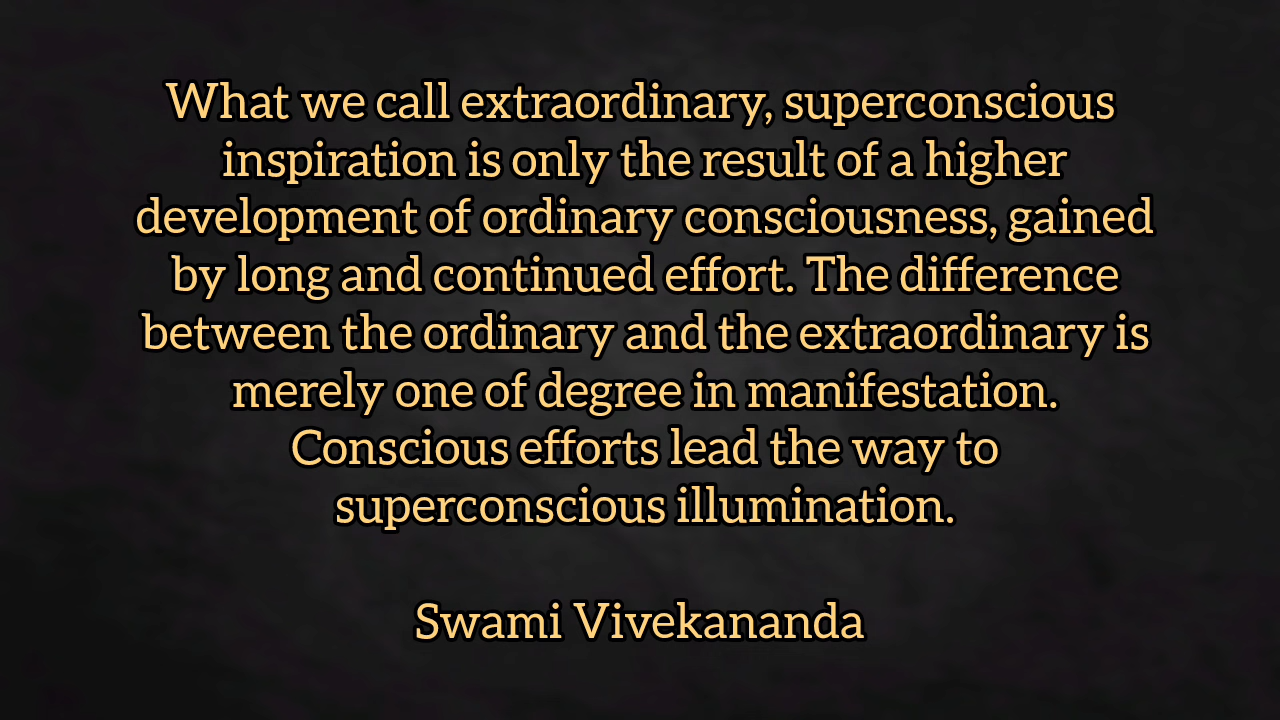 What we call extraordinary, superconscious
inspiration is only the result of a higher
development of ordinary consciousness, gained
by long and continued effort. The difference
between the ordinary and the extraordinary is
merely one of degree in manifestation.
Conscious efforts lead the way to
superconscious illumination.
Swami Vivekananda